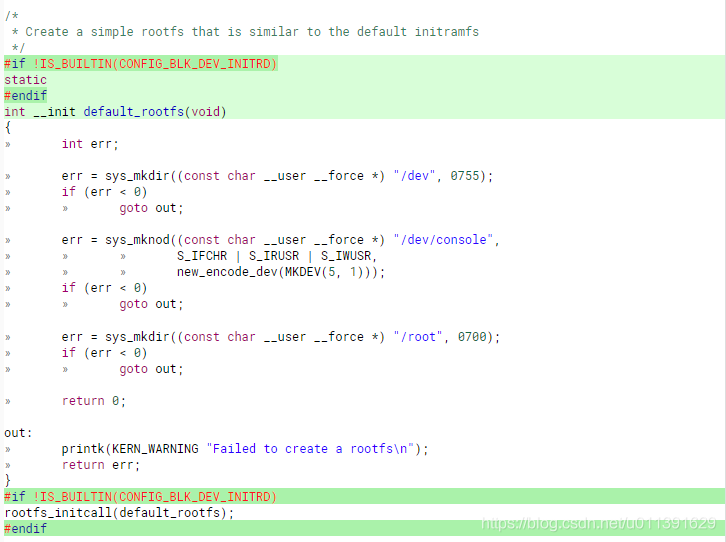 /*
 * Create a simple rootfs that is similar to the default initramfs
 */
#if !IS_BUILTIN(CONFIG_BLK_DEV_INITRD)
static
#endif
int __init default_rootfs(void)
{
»       int err;
»       err = sys_mkdir((const char __user __force *) "/dev", 0755);
»       if (err < 0)
»       »       goto out;
»       err = sys_mknod((const char __user __force *) "/dev/console",
»       »       »       S_IFCHR | S_IRUSR | S_IWUSR,
»       »       »       new_encode_dev(MKDEV(5, 1)));
»       if (err < 0)
»       »       goto out;
»       err = sys_mkdir((const char __user __force *) "/root", 0700);
»       if (err < 0)
»       »       goto out;
»       return 0;
out:
»       printk(KERN_WARNING "Failed to create a rootfs\n");
»       return err;
}
#if !IS_BUILTIN(CONFIG_BLK_DEV_INITRD)
rootfs_initcall(default_rootfs);
#endif
https://blog.csdn.net/u011391629